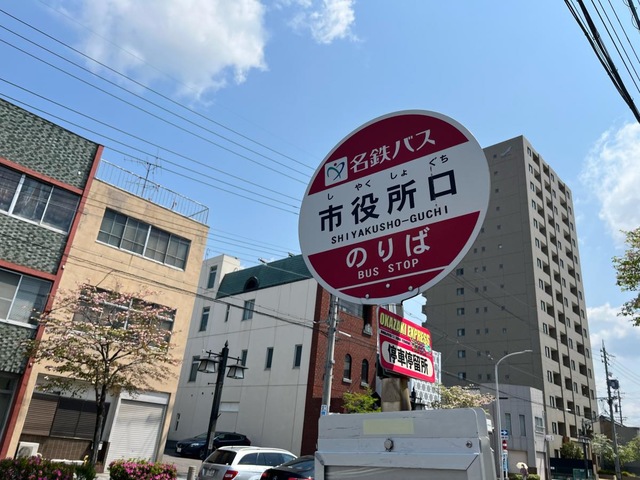 名鉄バス
しやくしょぐち
市役所口
SHIYAKUSHO-GUCHI
のりば
BUS STOP
OKAZAKI EXPRESS
停車停留所